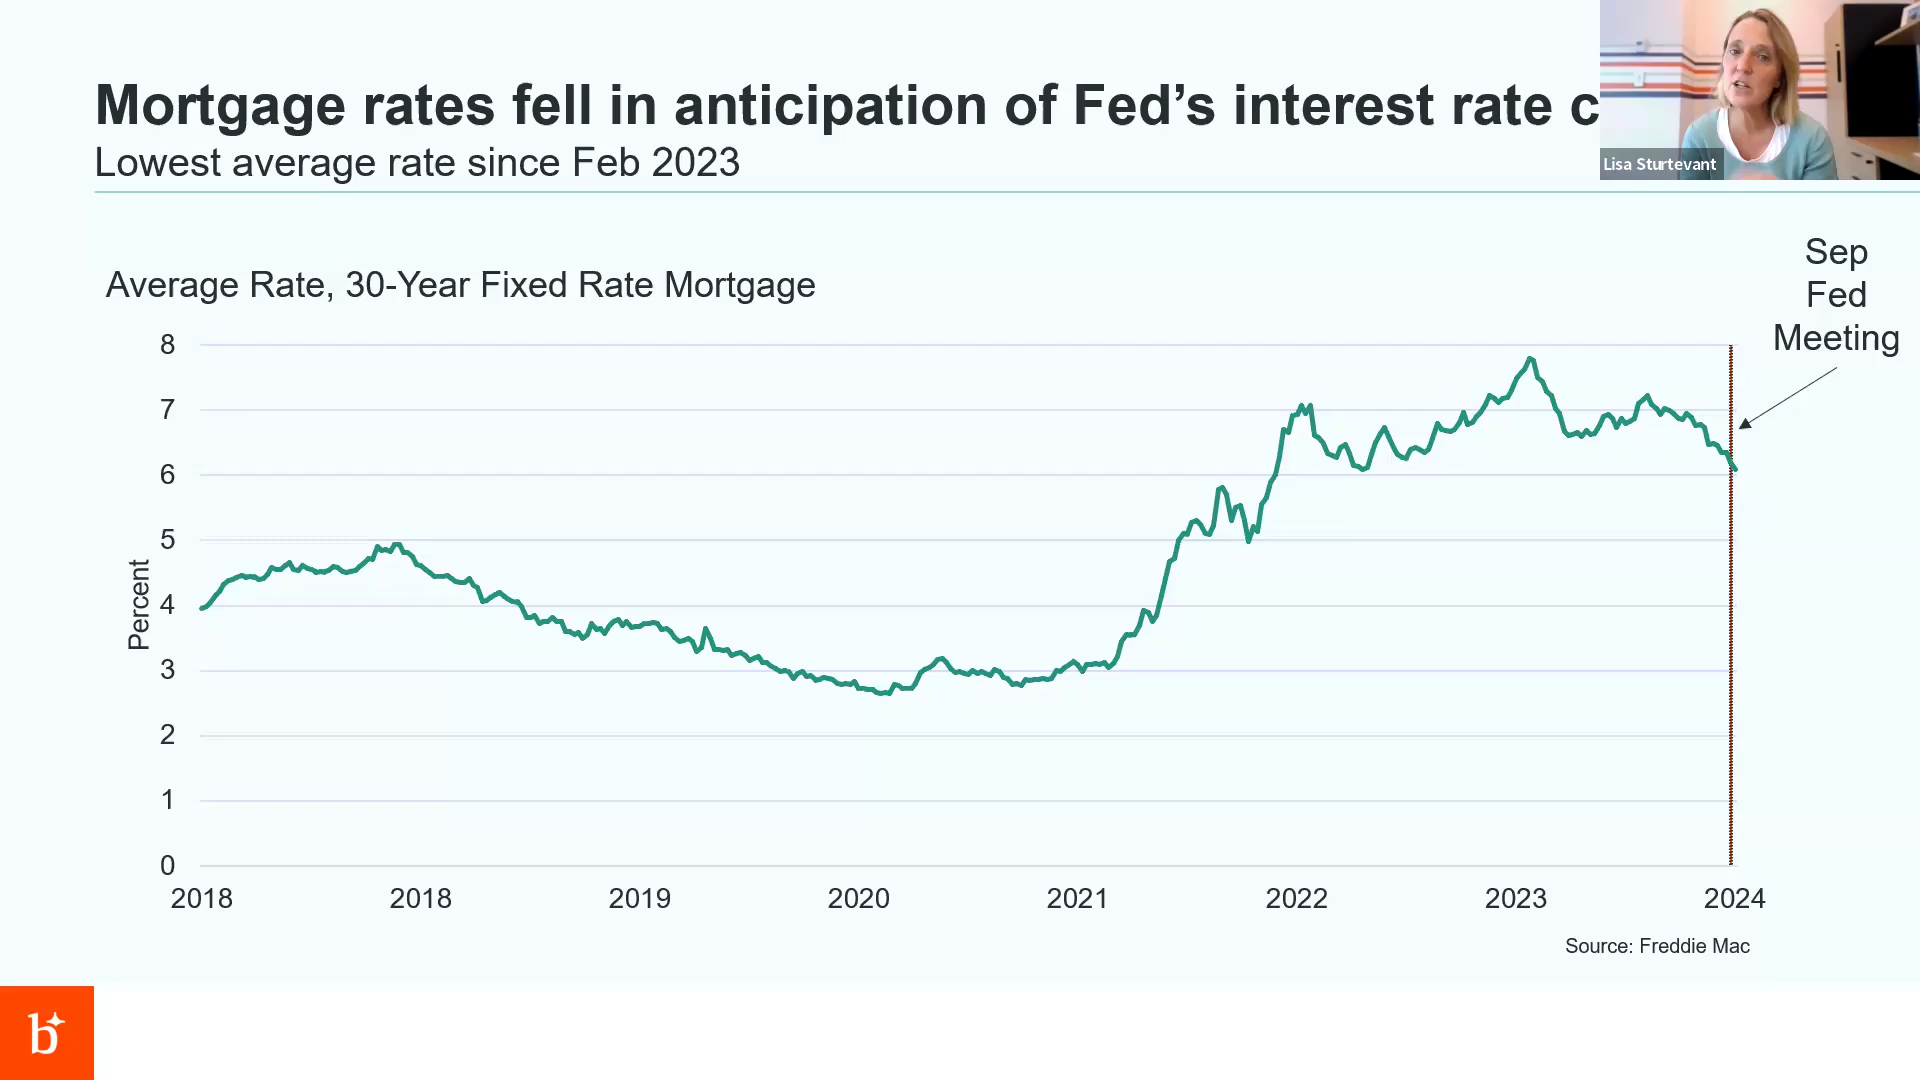 Mortgage rates fell in anticipation of Fed’s interest rate c
Lowest average rate since Feb 2023
Lisa Sturtevant
Sep
Fed
Meeting
Average Rate, 30-Year Fixed Rate Mortgage
Percent
8
7
6
5
4
3
2
1
0
2018 2018 2019 2020 2021 2022 2023 2024
Source: Freddie Mac
b